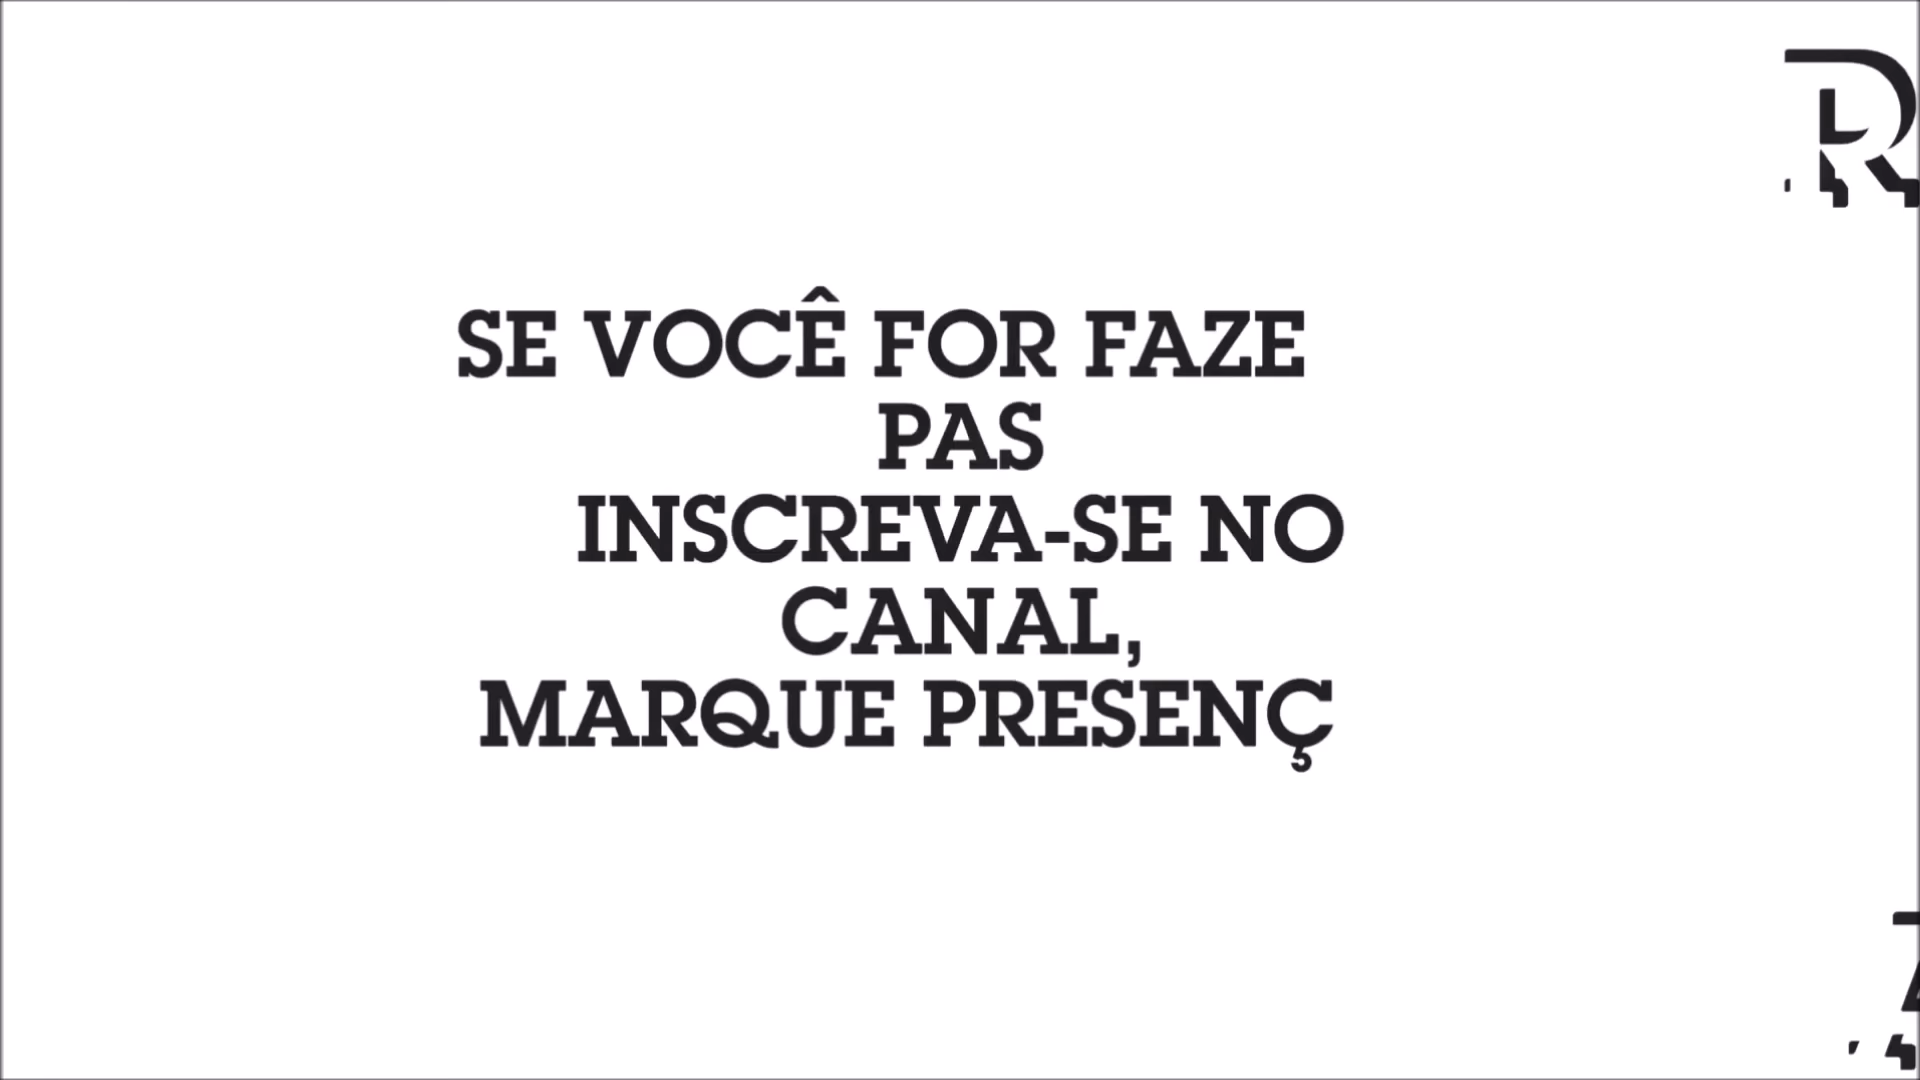 SE VOCÊ FOR FAZE
PAS
INSCREVA-SE NO
CANAL,
MARQUE PRESENÇ
R